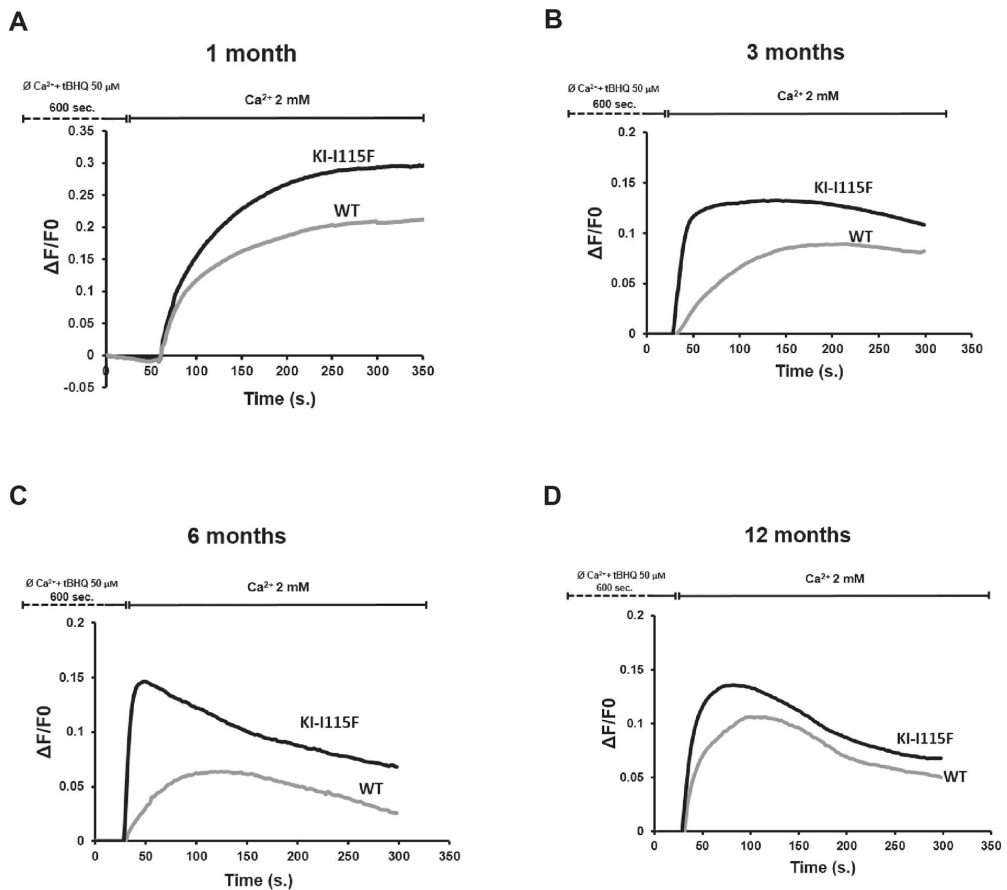 A
1 month
Ø Ca²⁺+ tBHQ 50 µM
600 sec.
Ca²⁺ 2 mM
0.35
0.3
0.25
0.2
0.15
0.1
0.05
0
-0.05
ΔF/F0
KI-I115F
WT
0 50 100 150 200 250 300 350
Time (s.)
B
3 months
Ø Ca²⁺+ tBHQ 50 µM
600 sec.
Ca²⁺ 2 mM
0.2
0.15
0.1
0.05
0
ΔF/F0
KI-I115F
WT
0 50 100 150 200 250 300 350
Time (s.)
C
6 months
Ø Ca²⁺+ tBHQ 50 µM
600 sec.
Ca²⁺ 2 mM
0.2
0.15
0.1
0.05
0
ΔF/F0
KI-I115F
WT
0 50 100 150 200 250 300 350
Time (s.)
D
12 months
Ø Ca²⁺+ tBHQ 50 µM
600 sec.
Ca²⁺ 2 mM
0.2
0.15
0.1
0.05
0
ΔF/F0
KI-I115F
WT
0 50 100 150 200 250 300 350
Time (s.)